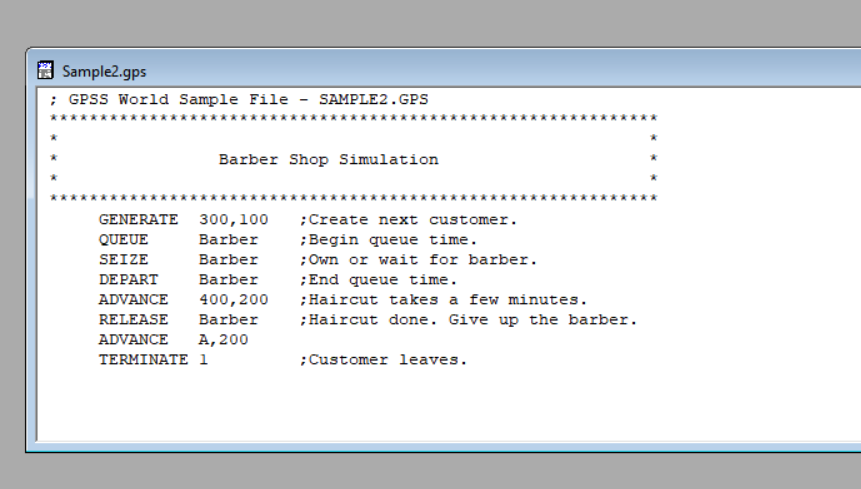 Sample2.gps
; GPSS World Sample File - SAMPLE2.GPS
*************************************************************
*                                                           *
*                Barber Shop Simulation                     *
*                                                           *
*************************************************************
GENERATE  300,100   ;Create next customer.
QUEUE     Barber    ;Begin queue time.
SEIZE     Barber    ;Own or wait for barber.
DEPART    Barber    ;End queue time.
ADVANCE   400,200   ;Haircut takes a few minutes.
RELEASE   Barber    ;Haircut done. Give up the barber.
ADVANCE   A,200
TERMINATE 1         ;Customer leaves.